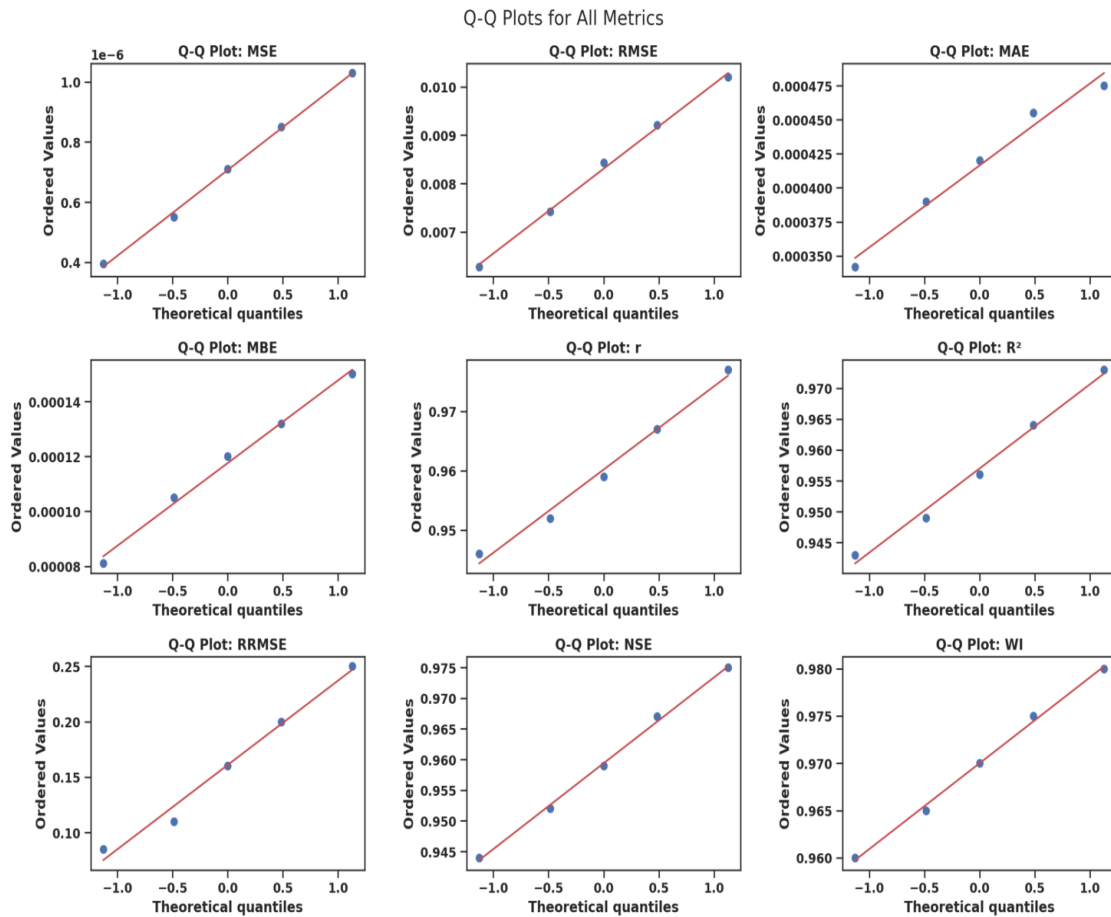 Q-Q Plots for All Metrics
Q-Q Plot: MSE
1e−6
1.0
0.8
0.6
0.4
Ordered Values
−1.0 −0.5 0.0 0.5 1.0
Theoretical quantiles
Q-Q Plot: RMSE
0.010
0.009
0.008
0.007
Ordered Values
−1.0 −0.5 0.0 0.5 1.0
Theoretical quantiles
Q-Q Plot: MAE
0.000475
0.000450
0.000425
0.000400
0.000375
0.000350
Ordered Values
−1.0 −0.5 0.0 0.5 1.0
Theoretical quantiles
Q-Q Plot: MBE
0.00014
0.00012
0.00010
0.00008
Ordered Values
−1.0 −0.5 0.0 0.5 1.0
Theoretical quantiles
Q-Q Plot: r
0.97
0.96
0.95
Ordered Values
−1.0 −0.5 0.0 0.5 1.0
Theoretical quantiles
Q-Q Plot: R²
0.970
0.965
0.960
0.955
0.950
0.945
Ordered Values
−1.0 −0.5 0.0 0.5 1.0
Theoretical quantiles
Q-Q Plot: RRMSE
0.25
0.20
0.15
0.10
Ordered Values
−1.0 −0.5 0.0 0.5 1.0
Theoretical quantiles
Q-Q Plot: NSE
0.975
0.970
0.965
0.960
0.955
0.950
0.945
Ordered Values
−1.0 −0.5 0.0 0.5 1.0
Theoretical quantiles
Q-Q Plot: WI
0.980
0.975
0.970
0.965
0.960
Ordered Values
−1.0 −0.5 0.0 0.5 1.0
Theoretical quantiles